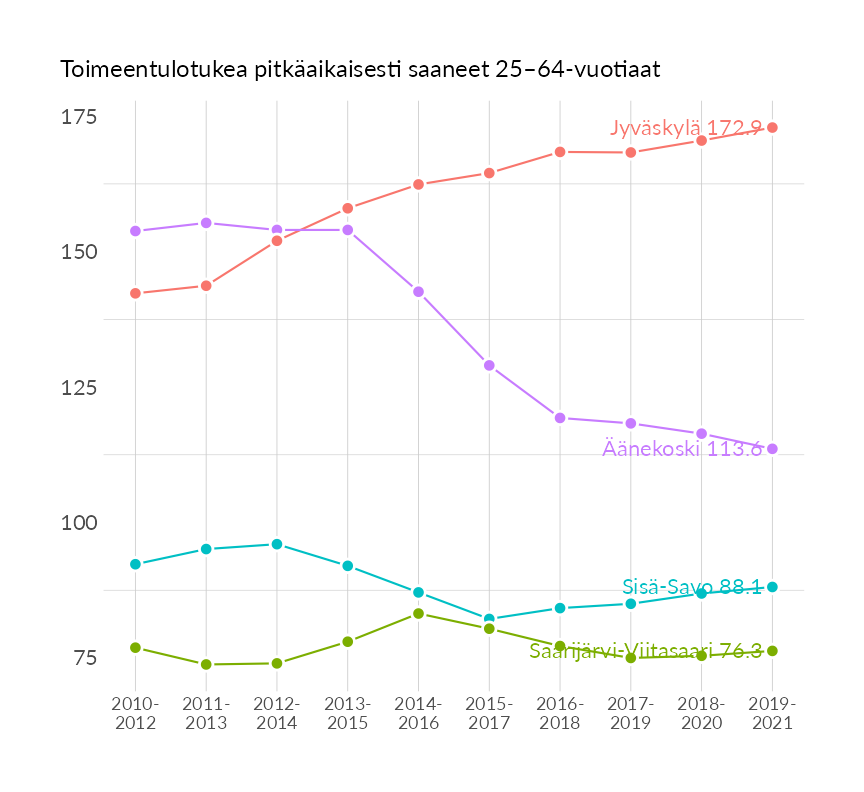 Toimeentulotukea pitkäaikaisesti saaneet 25–64-vuotiaat
175
Jyväskylä 172.9
150
125
Äänekoski 113.6
100
Sisä-Savo 88.1
Saarijärvi-Viitasaari 76.3
75
2010- 2011- 2012- 2013- 2014- 2015- 2016- 2017- 2018- 2019-
2012 2013 2014 2015 2016 2017 2018 2019 2020 2021